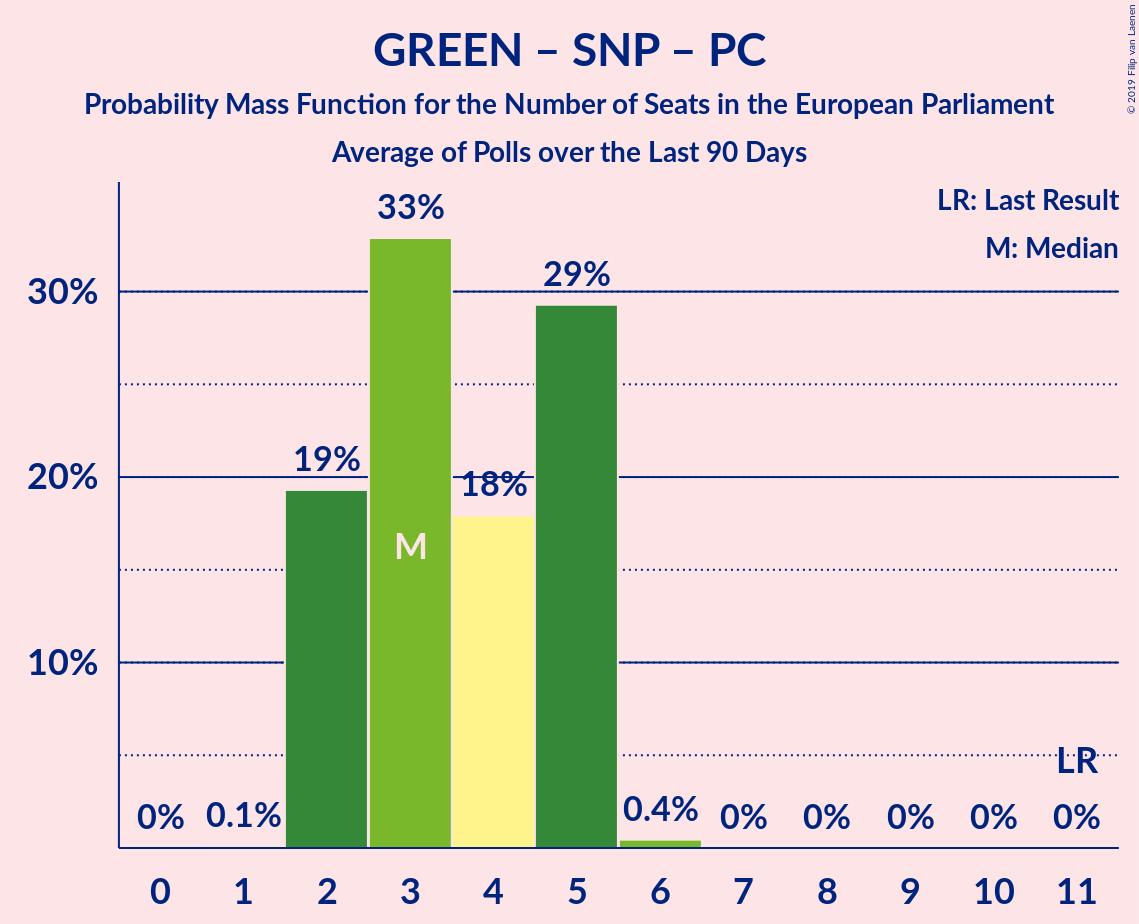 GREEN – SNP – PC
Probability Mass Function for the Number of Seats in the European Parliament
Average of Polls over the Last 90 Days
© 2019 Filip van Laenen
LR: Last Result
M: Median
33%
29%
19%
18%
30%
20%
10%
M
LR
0%
0.1%
0.4%
0%
0%
0%
0%
0%
0 1 2 3 4 5 6 7 8 9 10 11